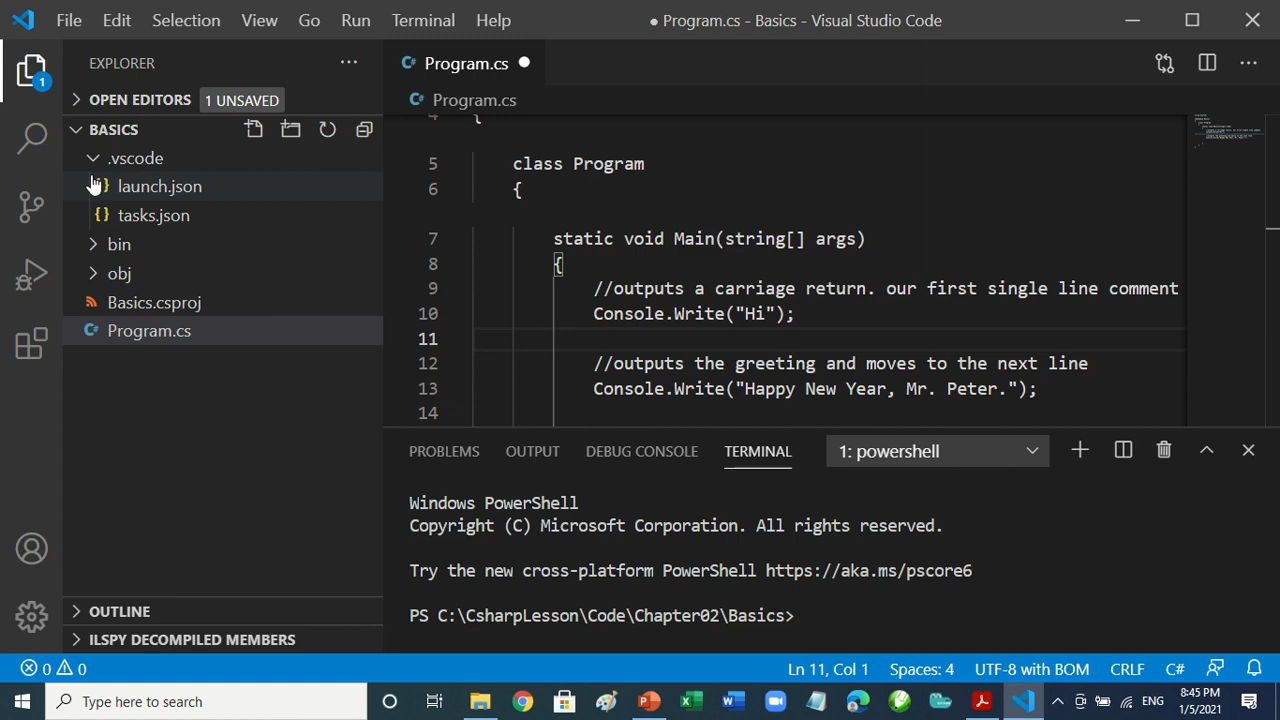 File Edit Selection View Go Run Terminal Help ● Program.cs - Basics - Visual Studio Code
EXPLORER
1
OPEN EDITORS 1 UNSAVED
BASICS
.vscode
{} launch.json
{} tasks.json
bin
obj
Basics.csproj
C# Program.cs
OUTLINE
ILSPY DECOMPILED MEMBERS
C# Program.cs ●
C# Program.cs
4 {
5 class Program
6 {
7 static void Main(string[] args)
8 {
9 //outputs a carriage return. our first single line comment
10 Console.Write("Hi");
11
12 //outputs the greeting and moves to the next line
13 Console.Write("Happy New Year, Mr. Peter.");
14
PROBLEMS OUTPUT DEBUG CONSOLE TERMINAL 1: powershell
Windows PowerShell
Copyright (C) Microsoft Corporation. All rights reserved.
Try the new cross-platform PowerShell https://aka.ms/pscore6
PS C:\CsharpLesson\Code\Chapter02\Basics>
0 0 Ln 11, Col 1 Spaces: 4 UTF-8 with BOM CRLF C#
Type here to search ENG 8:45 PM
1/5/2021